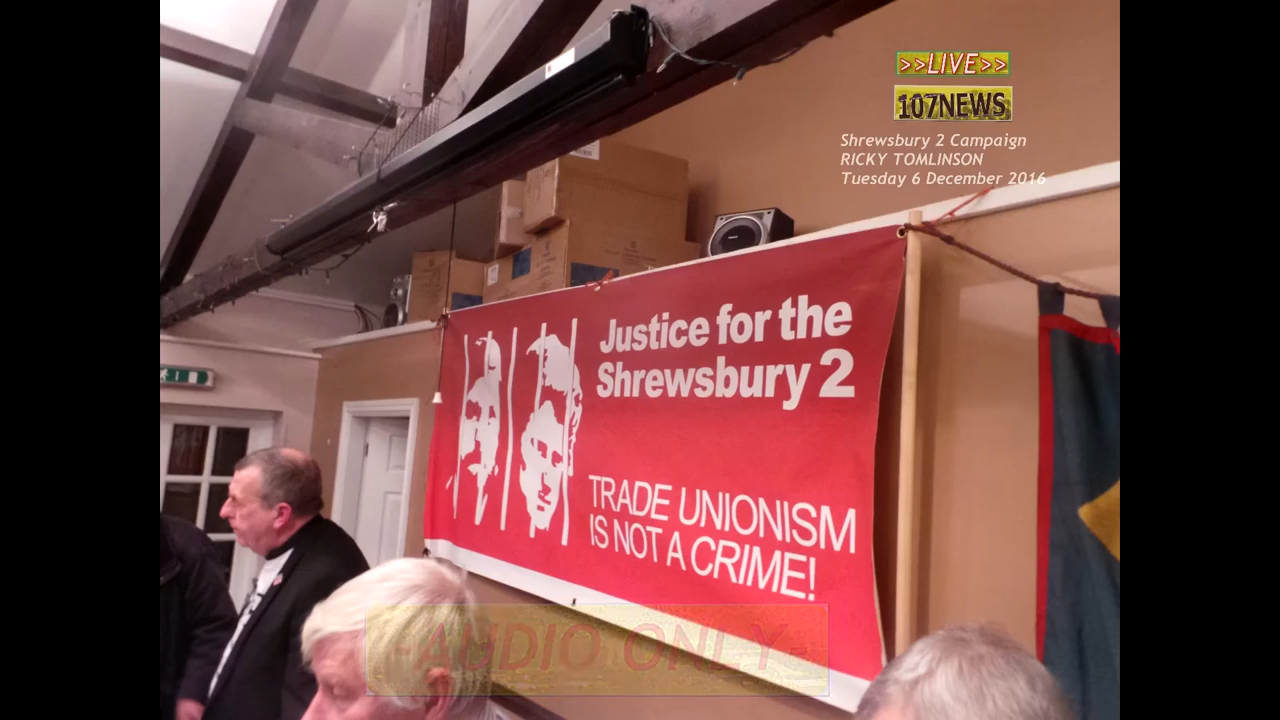 >>LIVE>>
107NEWS
Shrewsbury 2 Campaign
RICKY TOMLINSON
Tuesday 6 December 2016
Justice for the
Shrewsbury 2
TRADE UNIONISM
IS NOT A CRIME!
-AUDIO ONLY-